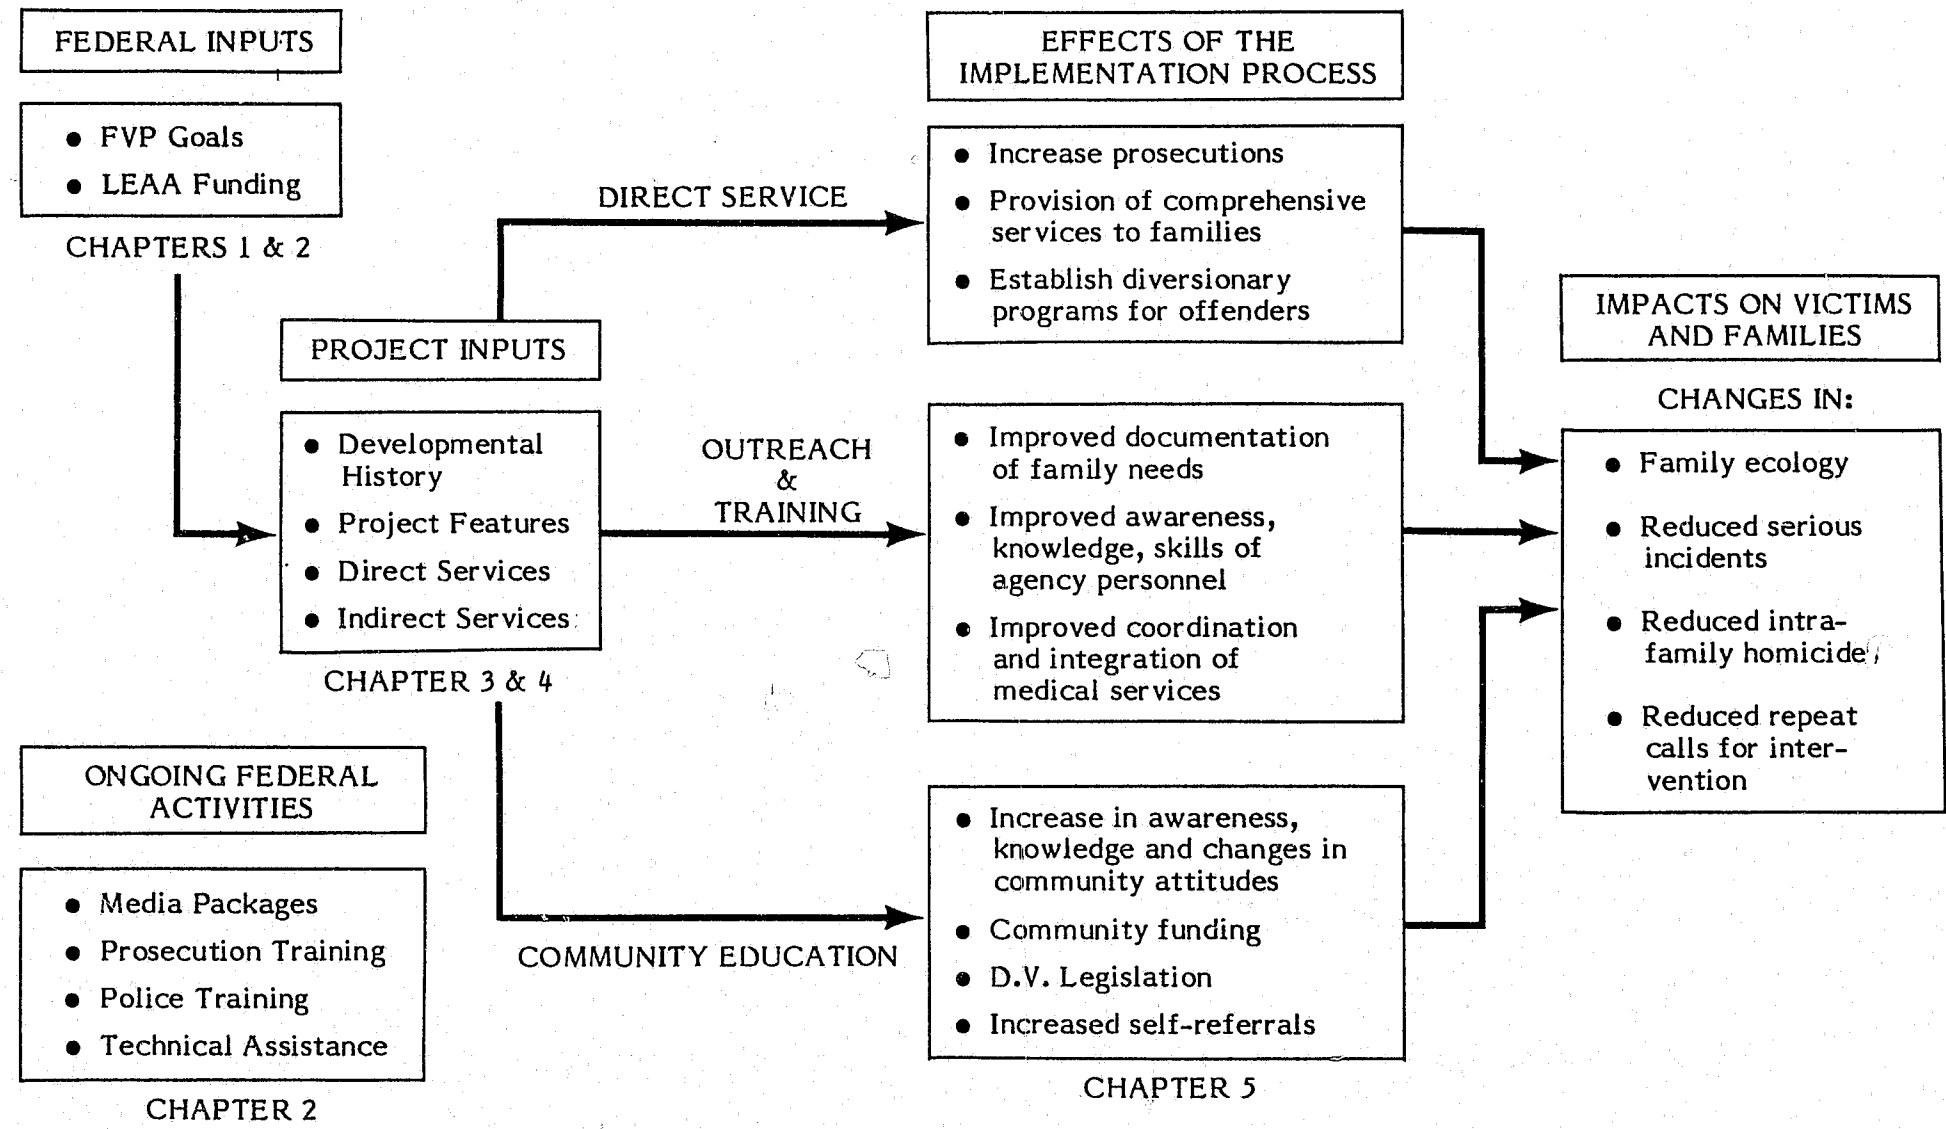 FEDERAL INPUTS
● FVP Goals
● LEAA Funding
CHAPTERS 1 & 2
PROJECT INPUTS
● Developmental
History
● Project Features
● Direct Services
● Indirect Services
CHAPTER 3 & 4
ONGOING FEDERAL
ACTIVITIES
● Media Packages
● Prosecution Training
● Police Training
● Technical Assistance
CHAPTER 2
DIRECT SERVICE
OUTREACH
&
TRAINING
COMMUNITY EDUCATION
EFFECTS OF THE
IMPLEMENTATION PROCESS
● Increase prosecutions
● Provision of comprehensive
services to families
● Establish diversionary
programs for offenders
● Improved documentation
of family needs
● Improved awareness,
knowledge, skills of
agency personnel
● Improved coordination
and integration of
medical services
● Increase in awareness,
knowledge and changes in
community attitudes
● Community funding
● D.V. Legislation
● Increased self-referrals
CHAPTER 5
IMPACTS ON VICTIMS
AND FAMILIES
CHANGES IN:
● Family ecology
● Reduced serious
incidents
● Reduced intra-
family homicide
● Reduced repeat
calls for inter-
vention